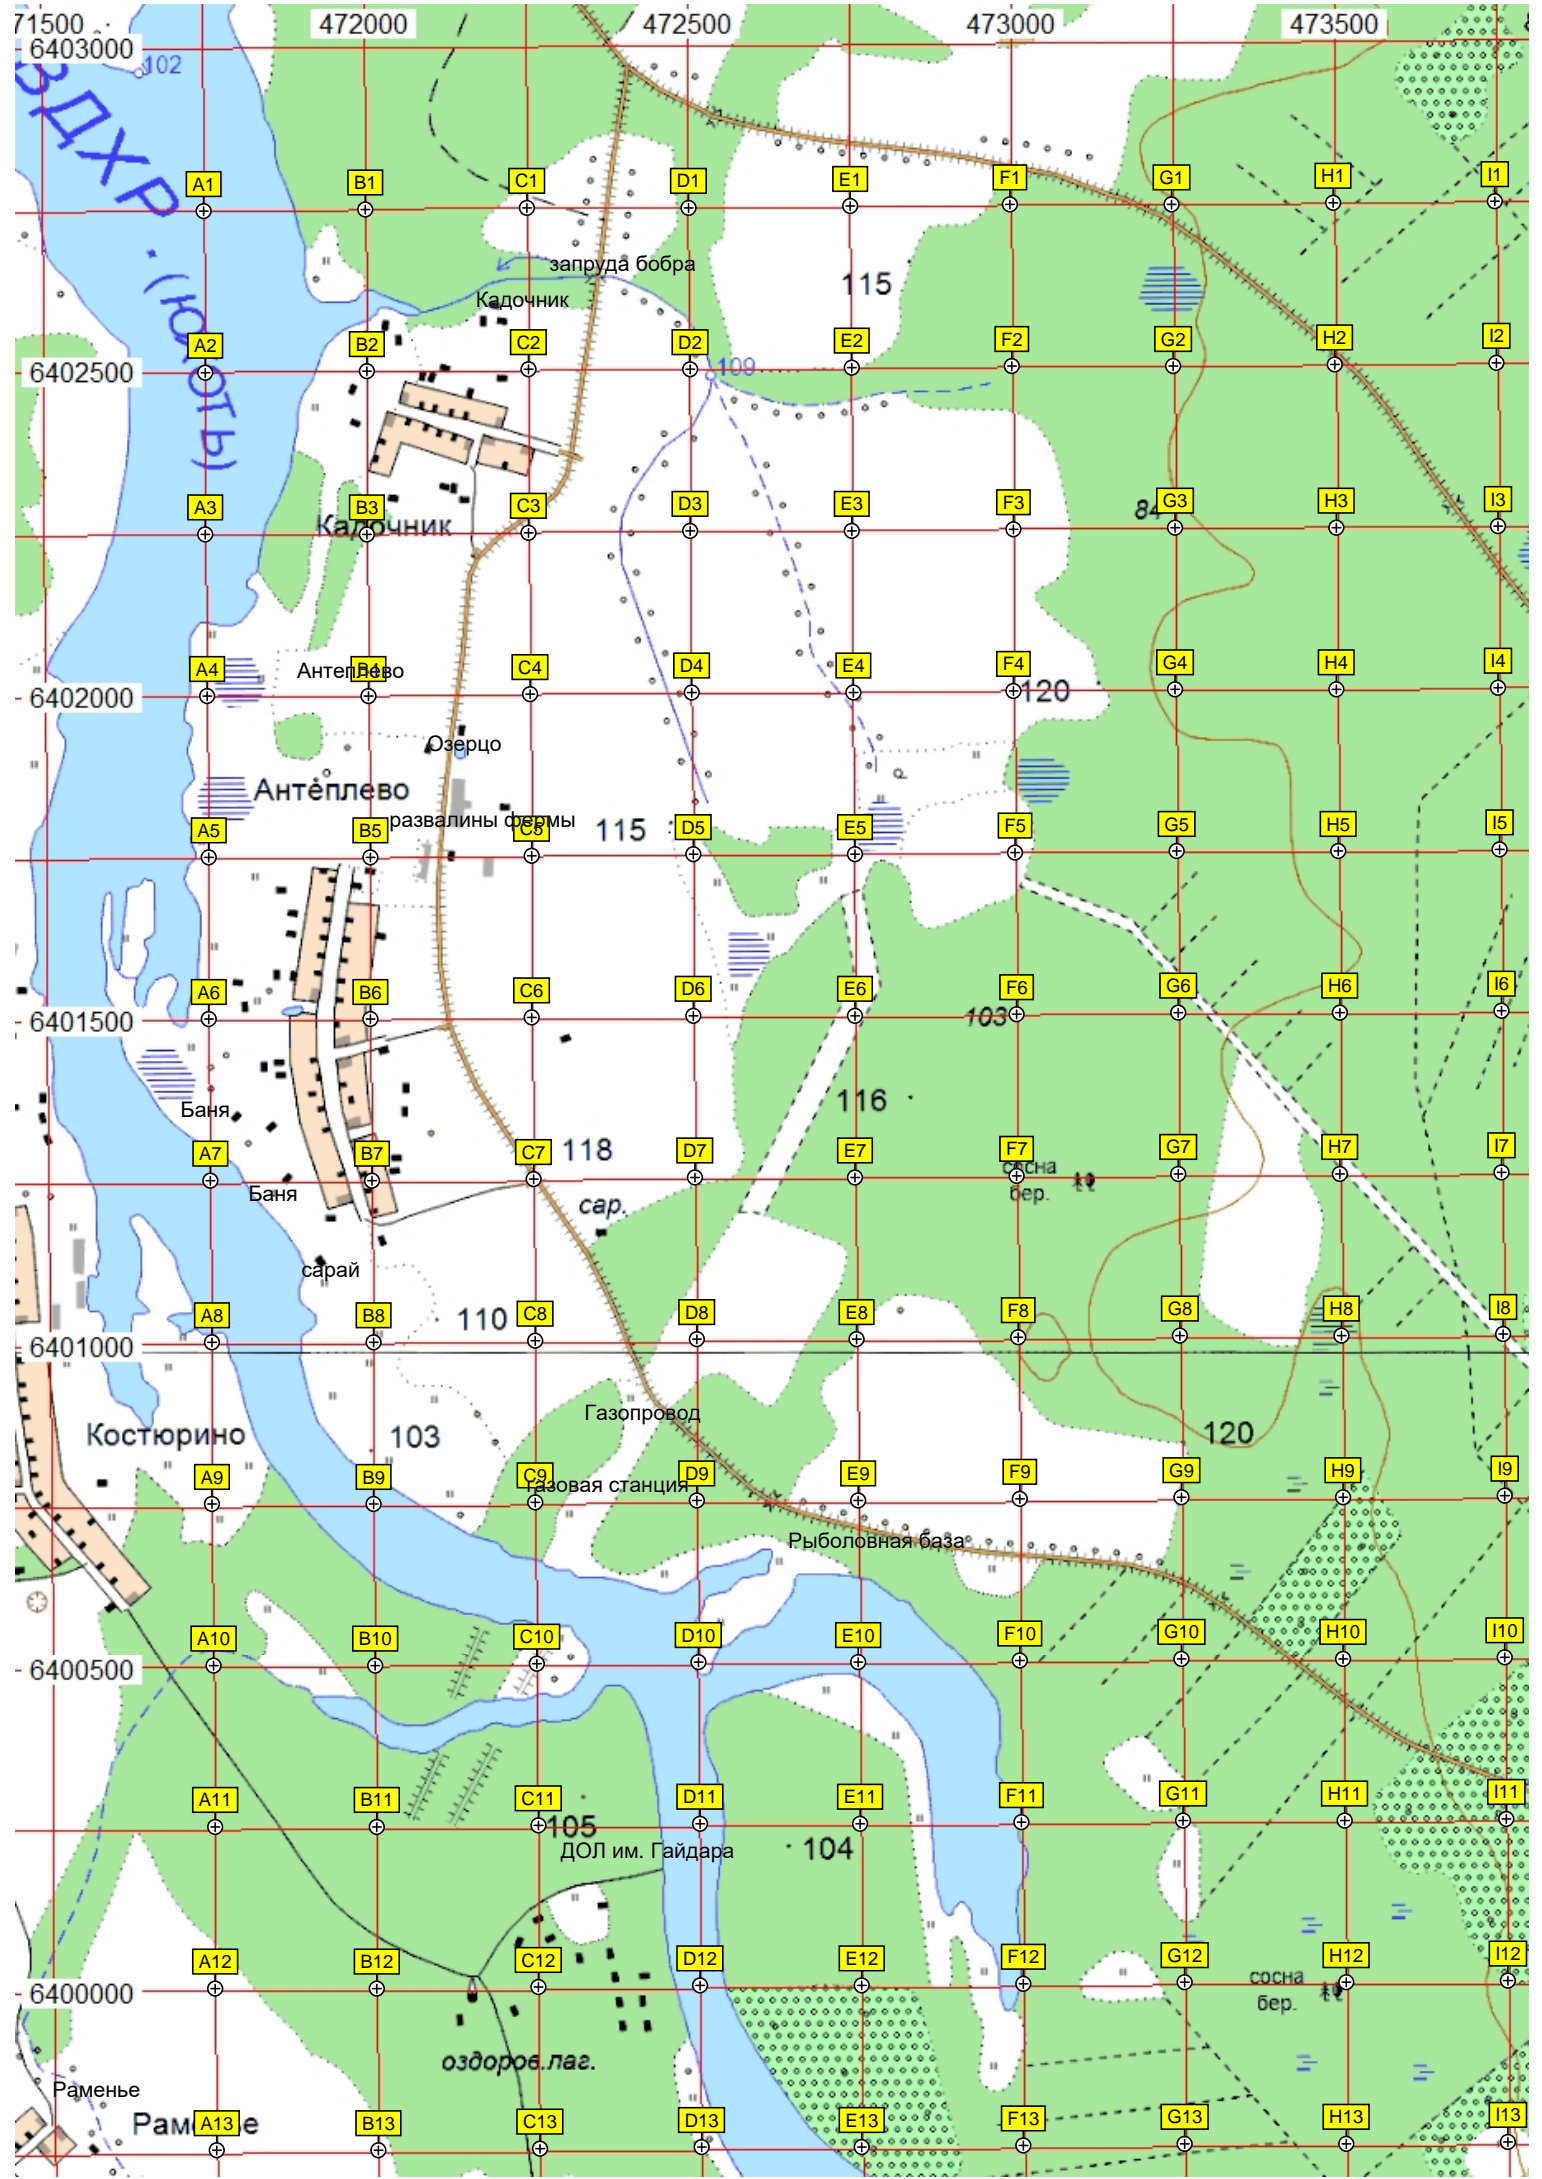 71500
472000
472500
473000
473500
6403000
102
ВДХР. (ЮХОТЬ)
A1
B1
C1
D1
E1
F1
G1
H1
I1
запруда бобра
115
Кадочник
A2
B2
C2
D2
E2
F2
G2
H2
I2
6402500
109
A3
B3
C3
D3
E3
F3
G3
H3
I3
Кадочник
84
A4
Антеплево
B4
C4
D4
E4
F4
G4
H4
I4
6402000
120
Озерцо
Антеплево
развалины фермы
115
A5
B5
C5
D5
E5
F5
G5
H5
I5
A6
B6
C6
D6
E6
F6
G6
H6
I6
6401500
103
116
Баня
A7
B7
C7
118
D7
E7
F7
G7
H7
I7
сосна
бер.
Баня
сар.
сарай
A8
B8
110
C8
D8
E8
F8
G8
H8
I8
6401000
Газопровод
Костюрино
103
120
A9
B9
C9
D9
E9
F9
G9
H9
I9
газовая станция
Рыболовная база
A10
B10
C10
D10
E10
F10
G10
H10
I10
6400500
A11
B11
C11
D11
E11
F11
G11
H11
I11
105
ДОЛ им. Гайдара
104
A12
B12
C12
D12
E12
F12
G12
H12
I12
6400000
сосна
бер.
оздоров.лаг.
Раменье
Раменье
A13
B13
C13
D13
E13
F13
G13
H13
I13